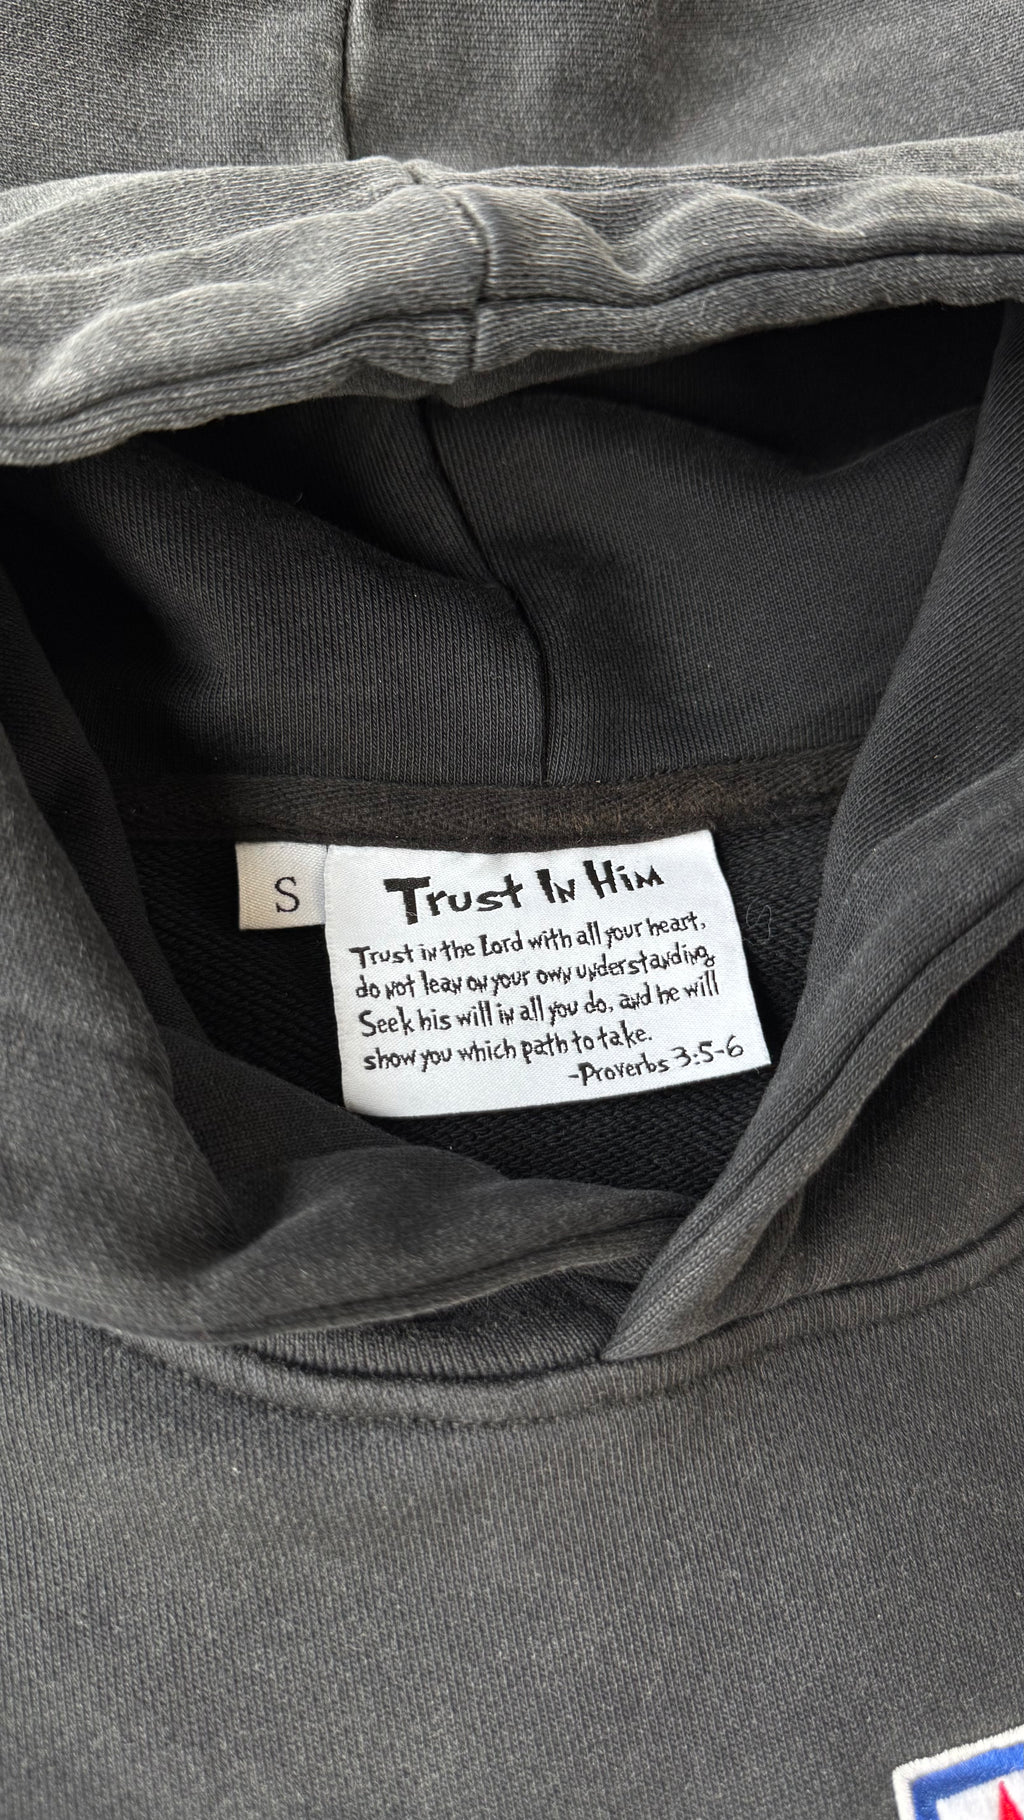 S
Trust In Him
Trust in the Lord with all your heart,
do not lean on your own understanding.
Seek his will in all you do, and he will
show you which path to take.
-Proverbs 3:5-6